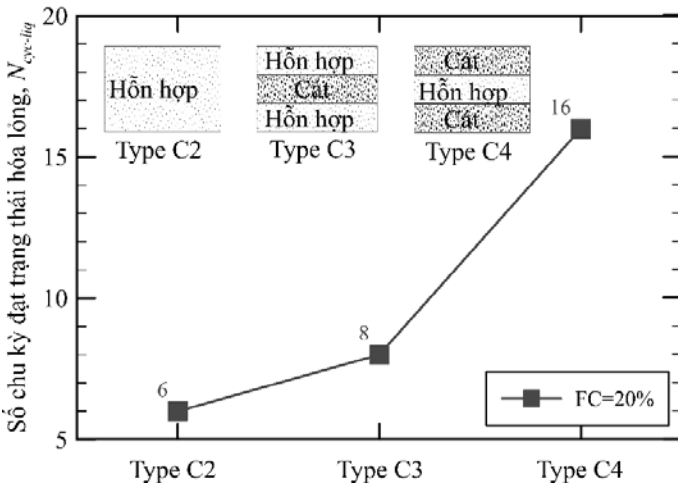 Số chu kỳ đạt trạng thái hóa lỏng, Ncyc-liq
20
15
10
5
Hỗn hợp
Type C2
Hỗn hợp
Cát
Hỗn hợp
Type C3
Cát
Hỗn hợp
Cát
Type C4
6
8
16
FC=20%
Type C2
Type C3
Type C4